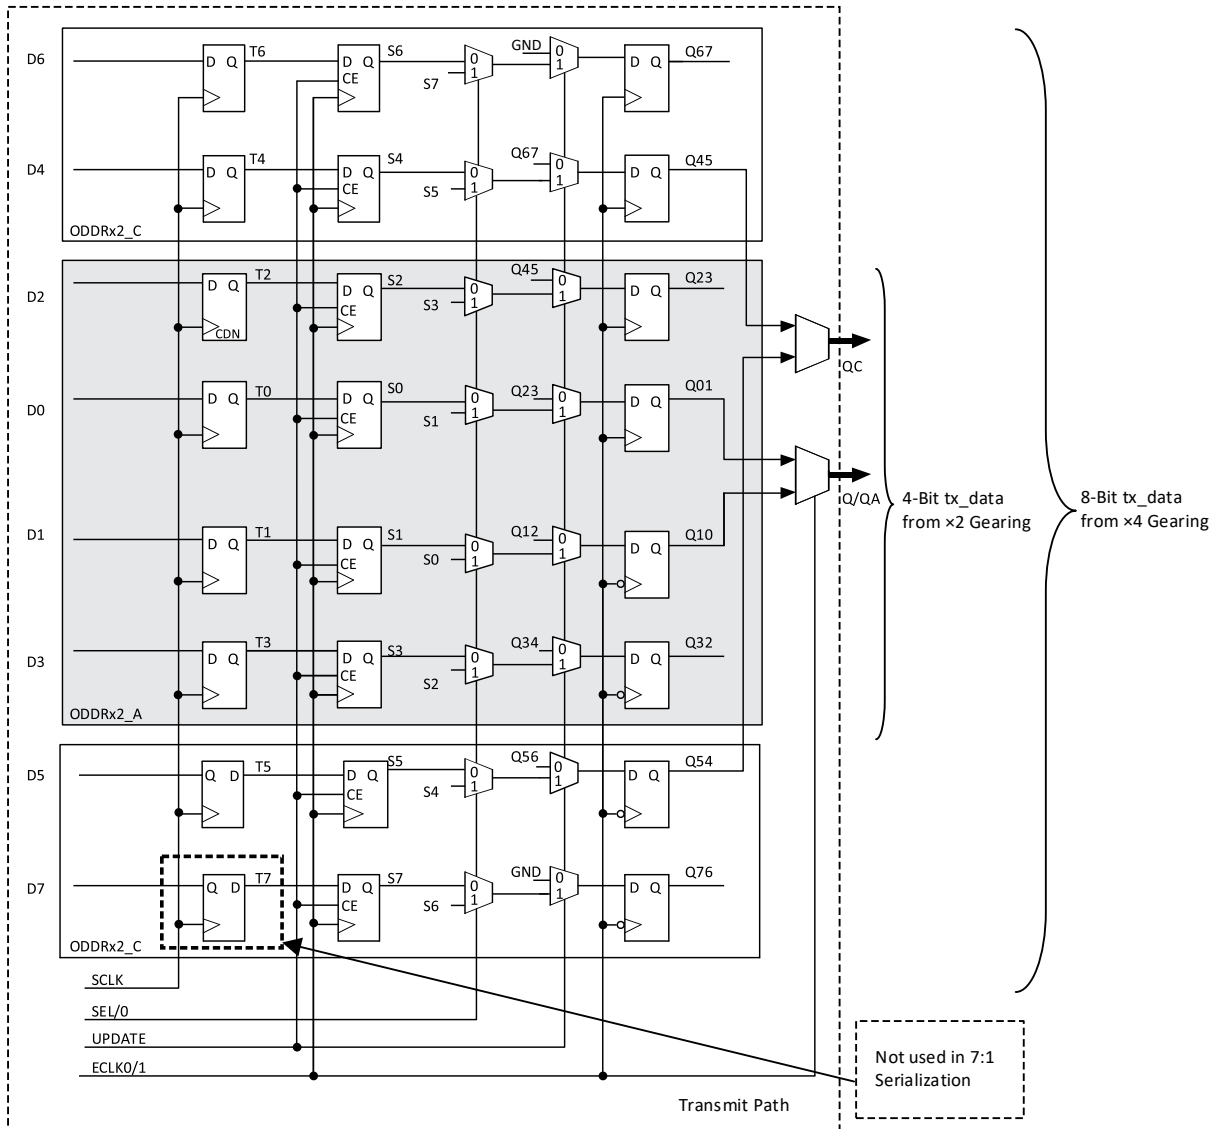 D6
T6
D Q
S6
D Q
CE
0
1
S7
GND
0
1
D Q
Q67
D4
T4
D Q
S4
D Q
CE
0
1
S5
Q67
0
1
D Q
Q45
ODDRx2_C
D2
T2
D Q
CDN
S2
D Q
CE
0
1
S3
Q45
0
1
D Q
Q23
QC
D0
T0
D Q
S0
D Q
CE
0
1
S1
Q23
0
1
D Q
Q01
Q/QA
4-Bit tx_data
from ×2 Gearing
8-Bit tx_data
from ×4 Gearing
D1
T1
D Q
S1
D Q
CE
0
1
S0
Q12
0
1
D Q
Q10
D3
T3
D Q
S3
D Q
CE
0
1
S2
Q34
0
1
D Q
Q32
ODDRx2_A
D5
T5
Q D
S5
D Q
CE
0
1
S4
Q56
0
1
D Q
Q54
D7
T7
Q D
S7
D Q
CE
0
1
S6
GND
0
1
D Q
Q76
ODDRx2_C
SCLK
SEL/0
UPDATE
ECLK0/1
Transmit Path
Not used in 7:1
Serialization